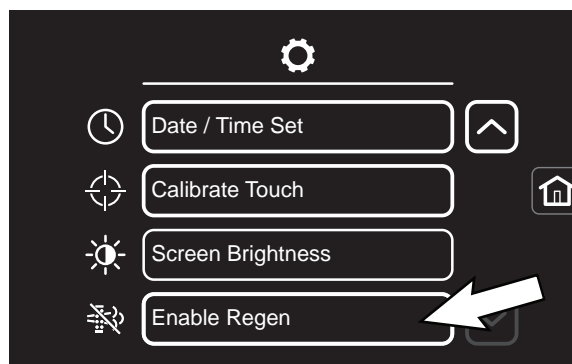 Date / Time Set
Calibrate Touch
Screen Brightness
Enable Regen